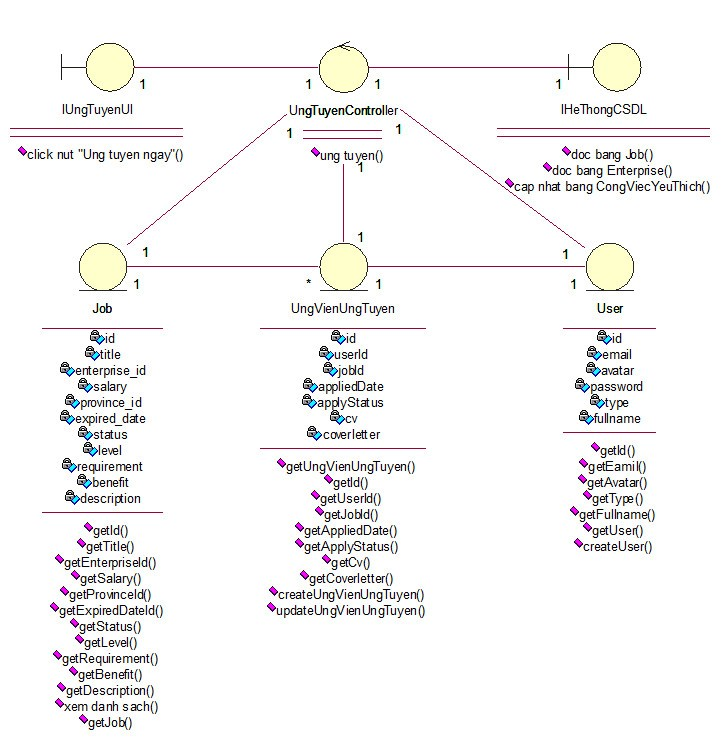 1 1 1 1
IUngTuyenUI
UngTuyenController
IHeThongCSDL
click nut "Ung tuyen ngay"()
1 1
ung tuyen()
1
doc bang Job()
doc bang Enterprise()
cap nhat bang CongViecYeuThich()
1 1 1
1 * 1 1
Job
id
title
enterprise_id
salary
province_id
expired_date
status
level
requirement
benefit
description
getId()
getTitle()
getEnterpriseId()
getSalary()
getProvinceId()
getExpiredDateId()
getStatus()
getLevel()
getRequirement()
getBenefit()
getDescription()
xem danh sach()
getJob()
UngVienUngTuyen
id
userId
jobId
appliedDate
applyStatus
cv
coverletter
getUngVienUngTuyen()
getId()
getUserId()
getJobId()
getAppliedDate()
getApplyStatus()
getCv()
getCoverletter()
createUngVienUngTuyen()
updateUngVienUngTuyen()
User
id
email
avatar
password
type
fullname
getId()
getEamil()
getAvatar()
getType()
getFullname()
getUser()
createUser()